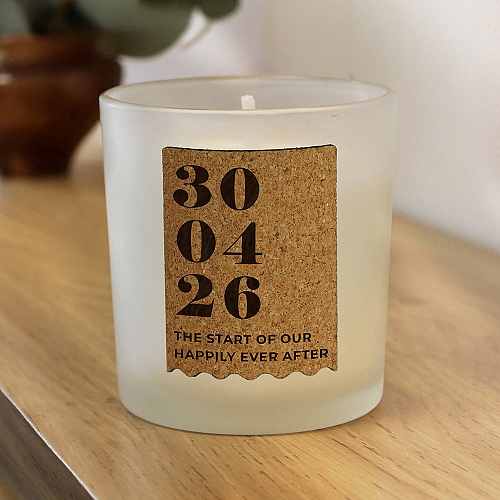 30
04
26
THE START OF OUR
HAPPILY EVER AFTER